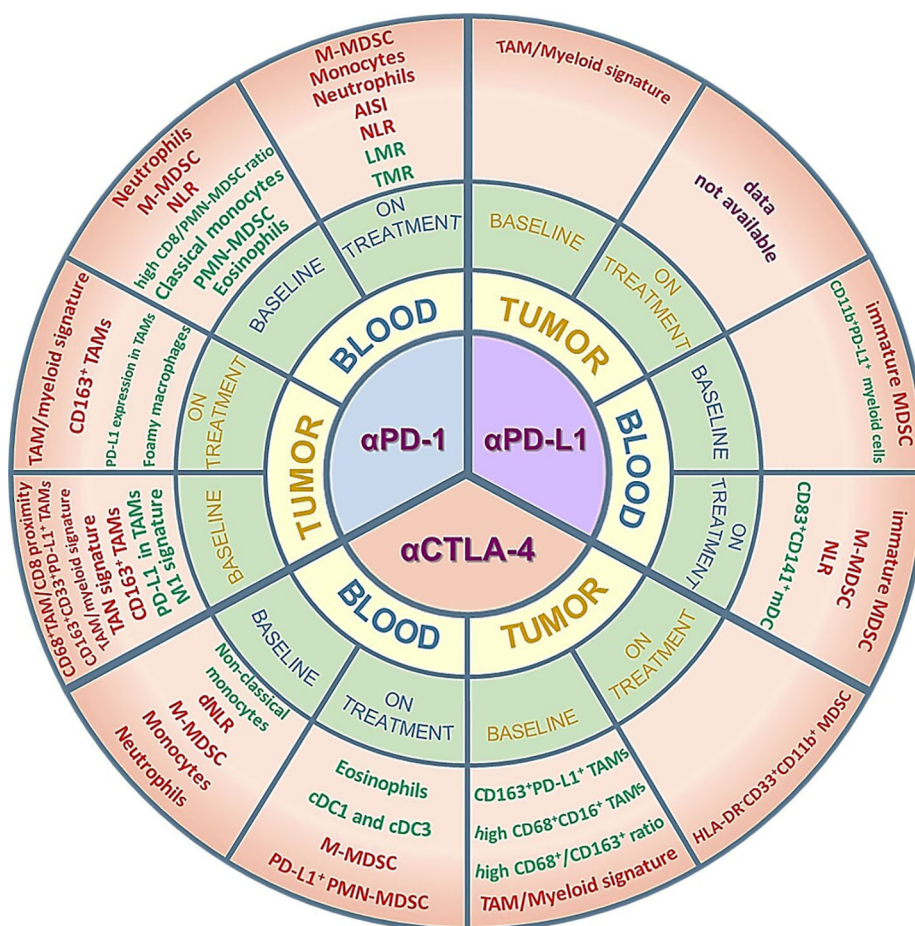 αPD-1
αPD-L1
αCTLA-4
BLOOD
TUMOR
BLOOD
TUMOR
BLOOD
TUMOR
ON
TREATMENT
M-MDSC
Monocytes
Neutrophils
AISI
NLR
LMR
TMR
BASELINE
TAM/Myeloid signature
ON
TREATMENT
data
not available
BASELINE
immature MDSC
CD11b⁺PD-L1⁺ myeloid cells
ON
TREATMENT
immature MDSC
M-MDSC
NLR
CD83⁺CD141⁺mDC
ON
TREATMENT
HLA-DR⁻CD33⁺CD11b⁺ MDSC
BASELINE
CD163⁺PD-L1⁺ TAMs
high CD68⁺CD16⁺ TAMs
high CD68⁺/CD163⁺ ratio
TAM/Myeloid signature
ON
TREATMENT
Eosinophils
cDC1 and cDC3
M-MDSC
PD-L1⁺ PMN-MDSC
BASELINE
Non-classical
monocytes
dNLR
M-MDSC
Monocytes
Neutrophils
BASELINE
CD68⁺TAM/CD8 proximity
CD163⁺CD33⁺PD-L1⁺ TAMs
TAM/myeloid signature
TAN signature
CD163⁺ TAMs
PD-L1 in TAMs
M1 signature
ON
TREATMENT
TAM/myeloid signature
CD163⁺ TAMs
PD-L1 expression in TAMs
Foamy macrophages
BASELINE
Neutrophils
M-MDSC
NLR
high CD8/PMN-MDSC ratio
Classical monocytes
PMN-MDSC
Eosinophils